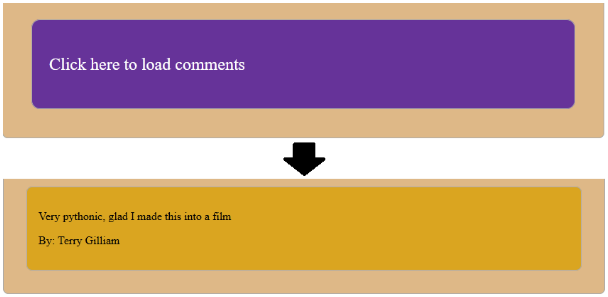 Click here to load comments
Very pythonic, glad I made this into a film
By: Terry Gilliam